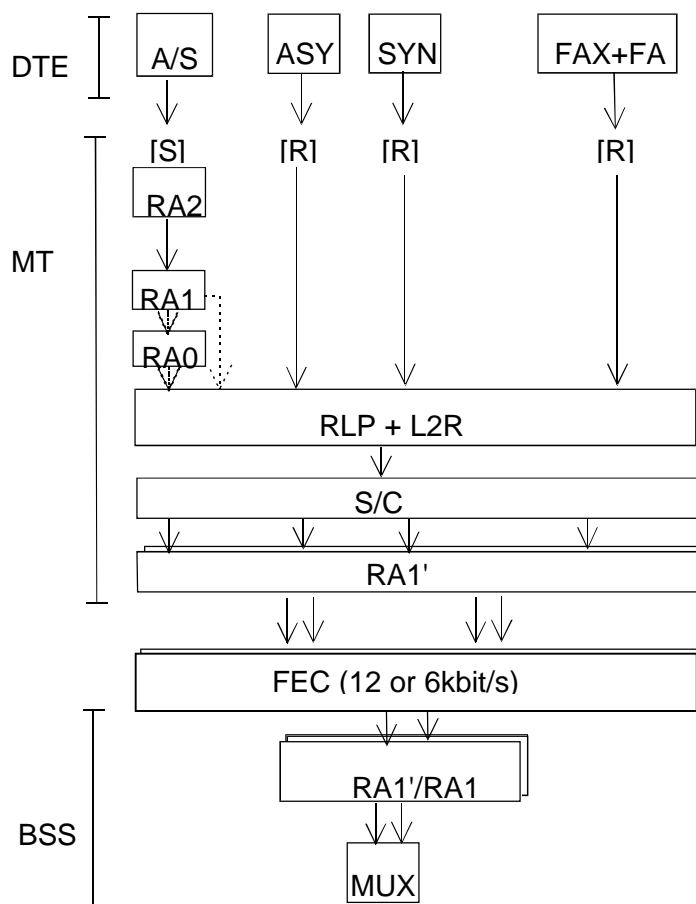 DTE
A/S ASY SYN FAX+FA
[S] [R] [R] [R]
RA2
MT
RA1
RA0
RLP + L2R
S/C
RA1'
FEC (12 or 6kbit/s)
RA1'/RA1
BSS
MUX